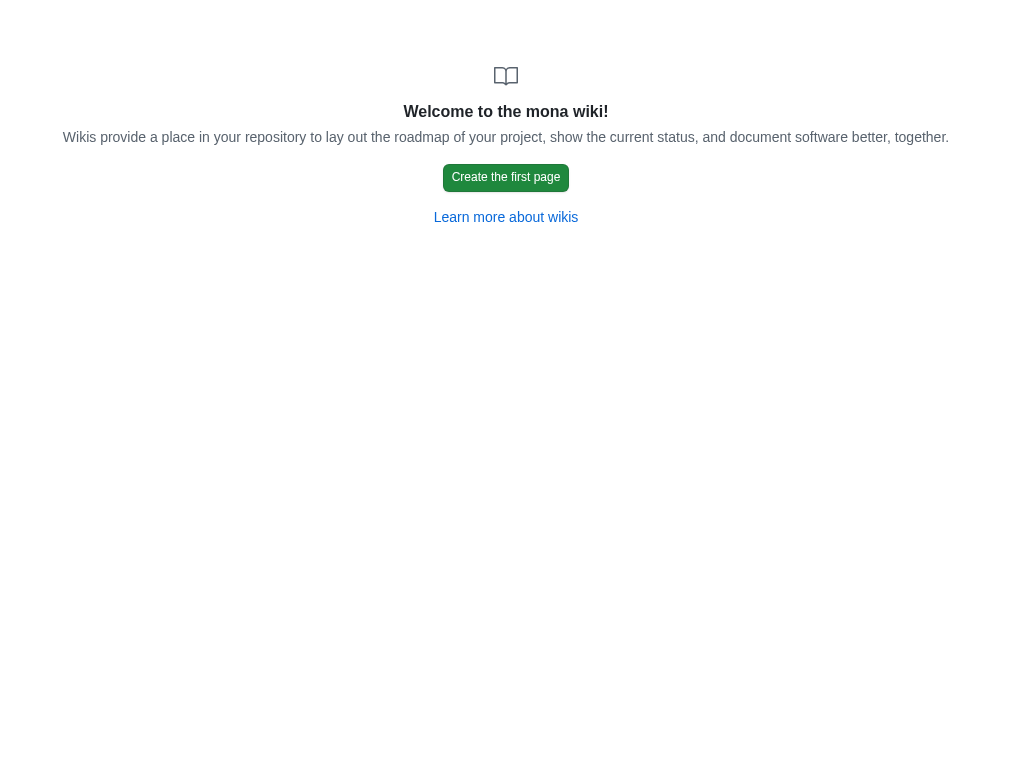 Welcome to the mona wiki!
Wikis provide a place in your repository to lay out the roadmap of your project, show the current status, and document software better, together.
Create the first page
Learn more about wikis